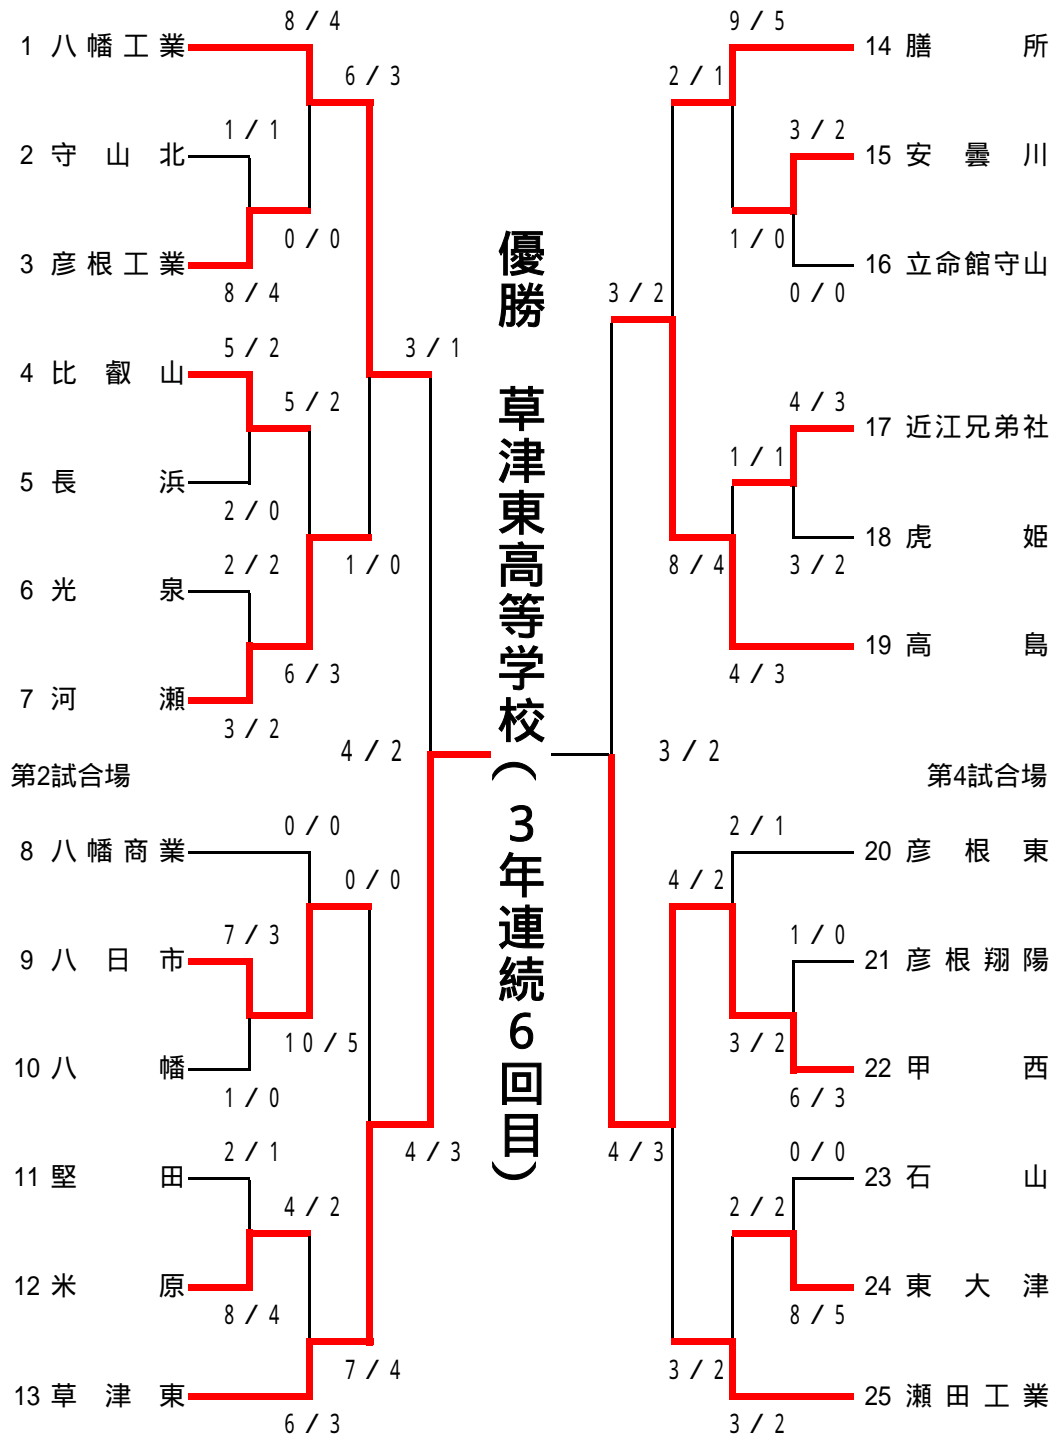 8 / 4
1 八幡工業
6 / 3
1 / 1
2 守山北
0 / 0
3 彦根工業
8 / 4
5 / 2
3 / 1
4 比叡山
5 / 2
5 長浜
2 / 0
2 / 2
1 / 0
6 光泉
6 / 3
7 河瀬
3 / 2
4 / 2
第2試合場
0 / 0
8 八幡商業
0 / 0
7 / 3
9 八日市
10 / 5
10 八幡
1 / 0
2 / 1
4 / 3
11 堅田
4 / 2
12 米原
8 / 4
7 / 4
13 草津東
6 / 3
優勝 草津東高等学校(3年連続6回目)
9 / 5
14 膳所
2 / 1
3 / 2
15 安曇川
1 / 0
16 立命館守山
0 / 0
3 / 2
4 / 3
17 近江兄弟社
1 / 1
18 虎姫
8 / 4
3 / 2
19 高島
4 / 3
3 / 2
第4試合場
2 / 1
20 彦根東
4 / 2
1 / 0
21 彦根翔陽
3 / 2
22 甲西
6 / 3
4 / 3
0 / 0
23 石山
2 / 2
24 東大津
8 / 5
3 / 2
25 瀬田工業
3 / 2